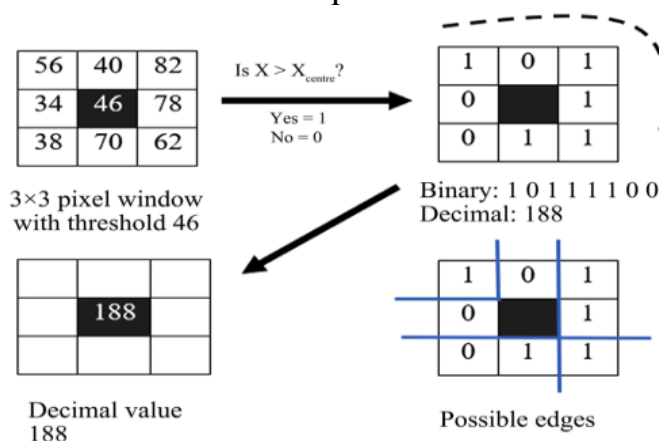 56 40 82
34 46 78
38 70 62
Is X > Xcentre?
Yes = 1
No = 0
1 0 1
0 1
0 1 1
3×3 pixel window
with threshold 46
Binary: 1 0 1 1 1 1 0 0
Decimal: 188
188
Decimal value
188
1 0 1
0 1
0 1 1
Possible edges